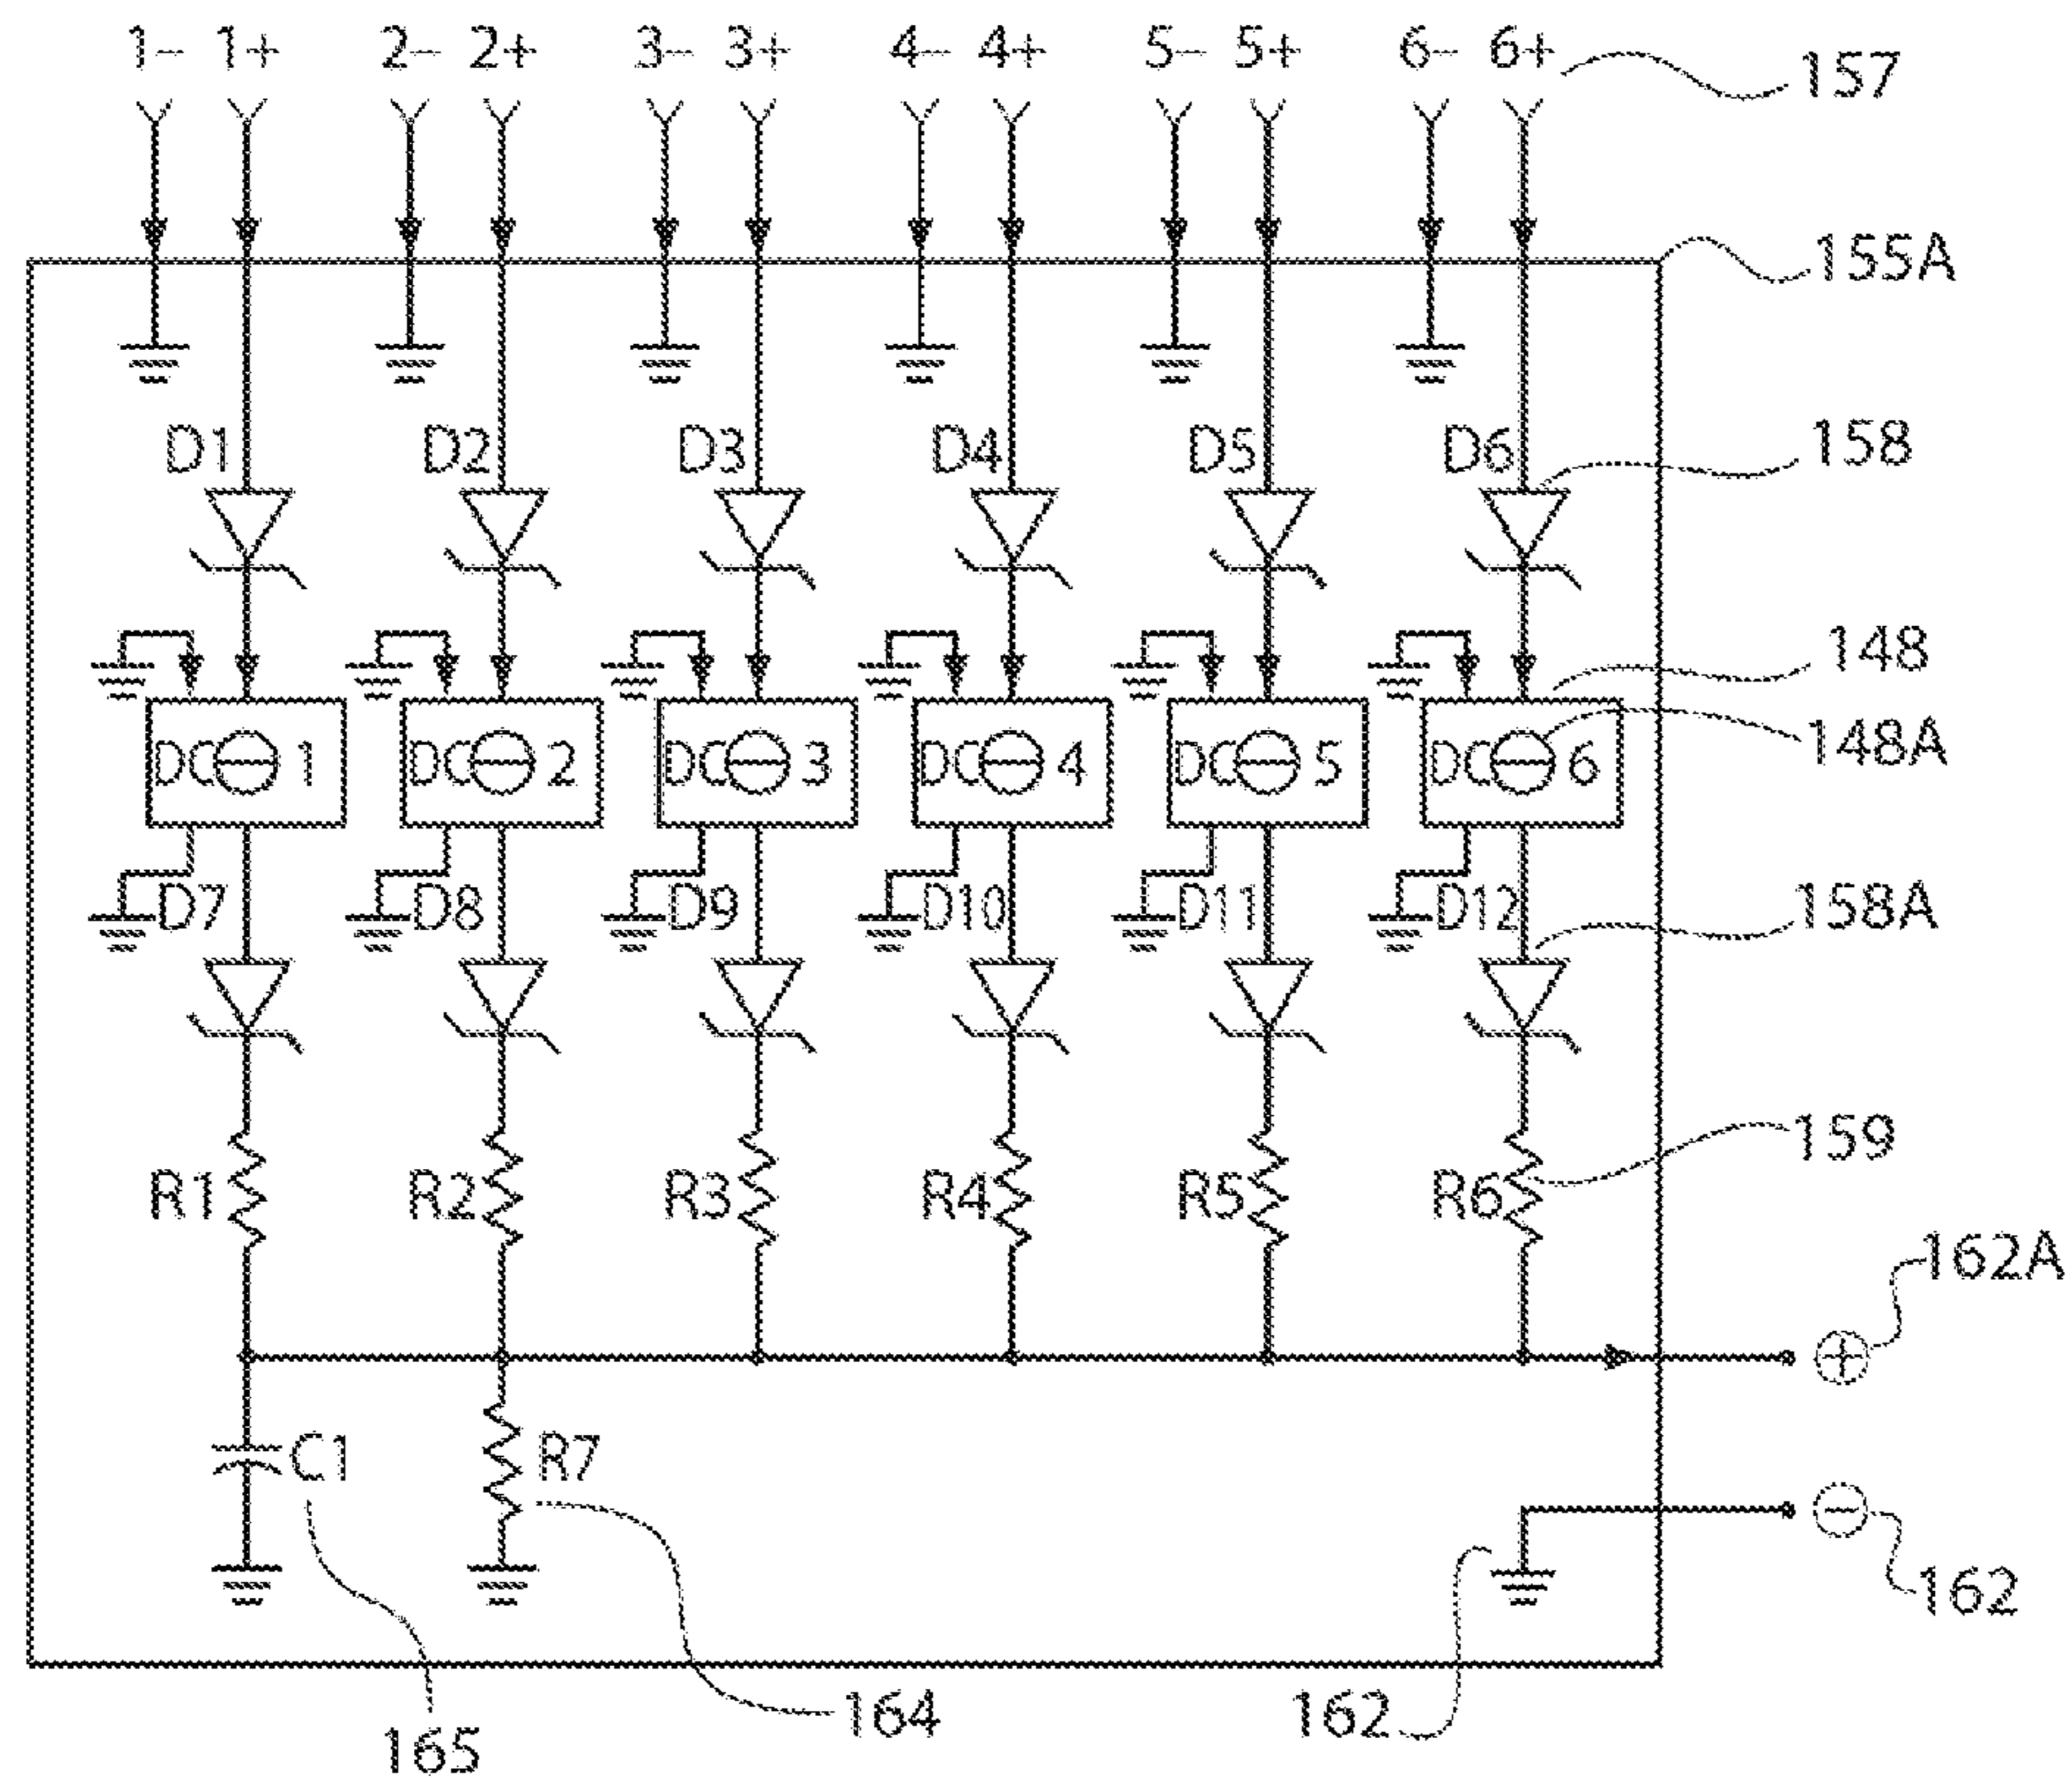 1– 1+ 2– 2+ 3– 3+ 4– 4+ 5– 5+ 6– 6+ 157
155A
D1 D2 D3 D4 D5 D6 158
148
DC 1 DC 2 DC 3 DC 4 DC 5 DC 6 148A
D7 D8 D9 D10 D11 D12 158A
159
R1 R2 R3 R4 R5 R6
162A
+
C1 R7
–
162
164 162
165